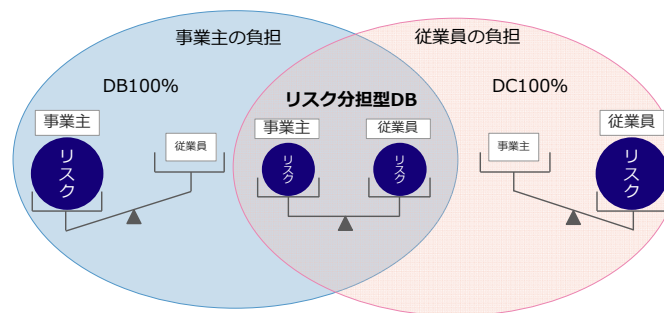 事業主の負担
従業員の負担
DB100%
リスク分担型DB
DC100%
事業主
リスク
従業員
事業主
リスク
従業員
リスク
事業主
従業員
リスク